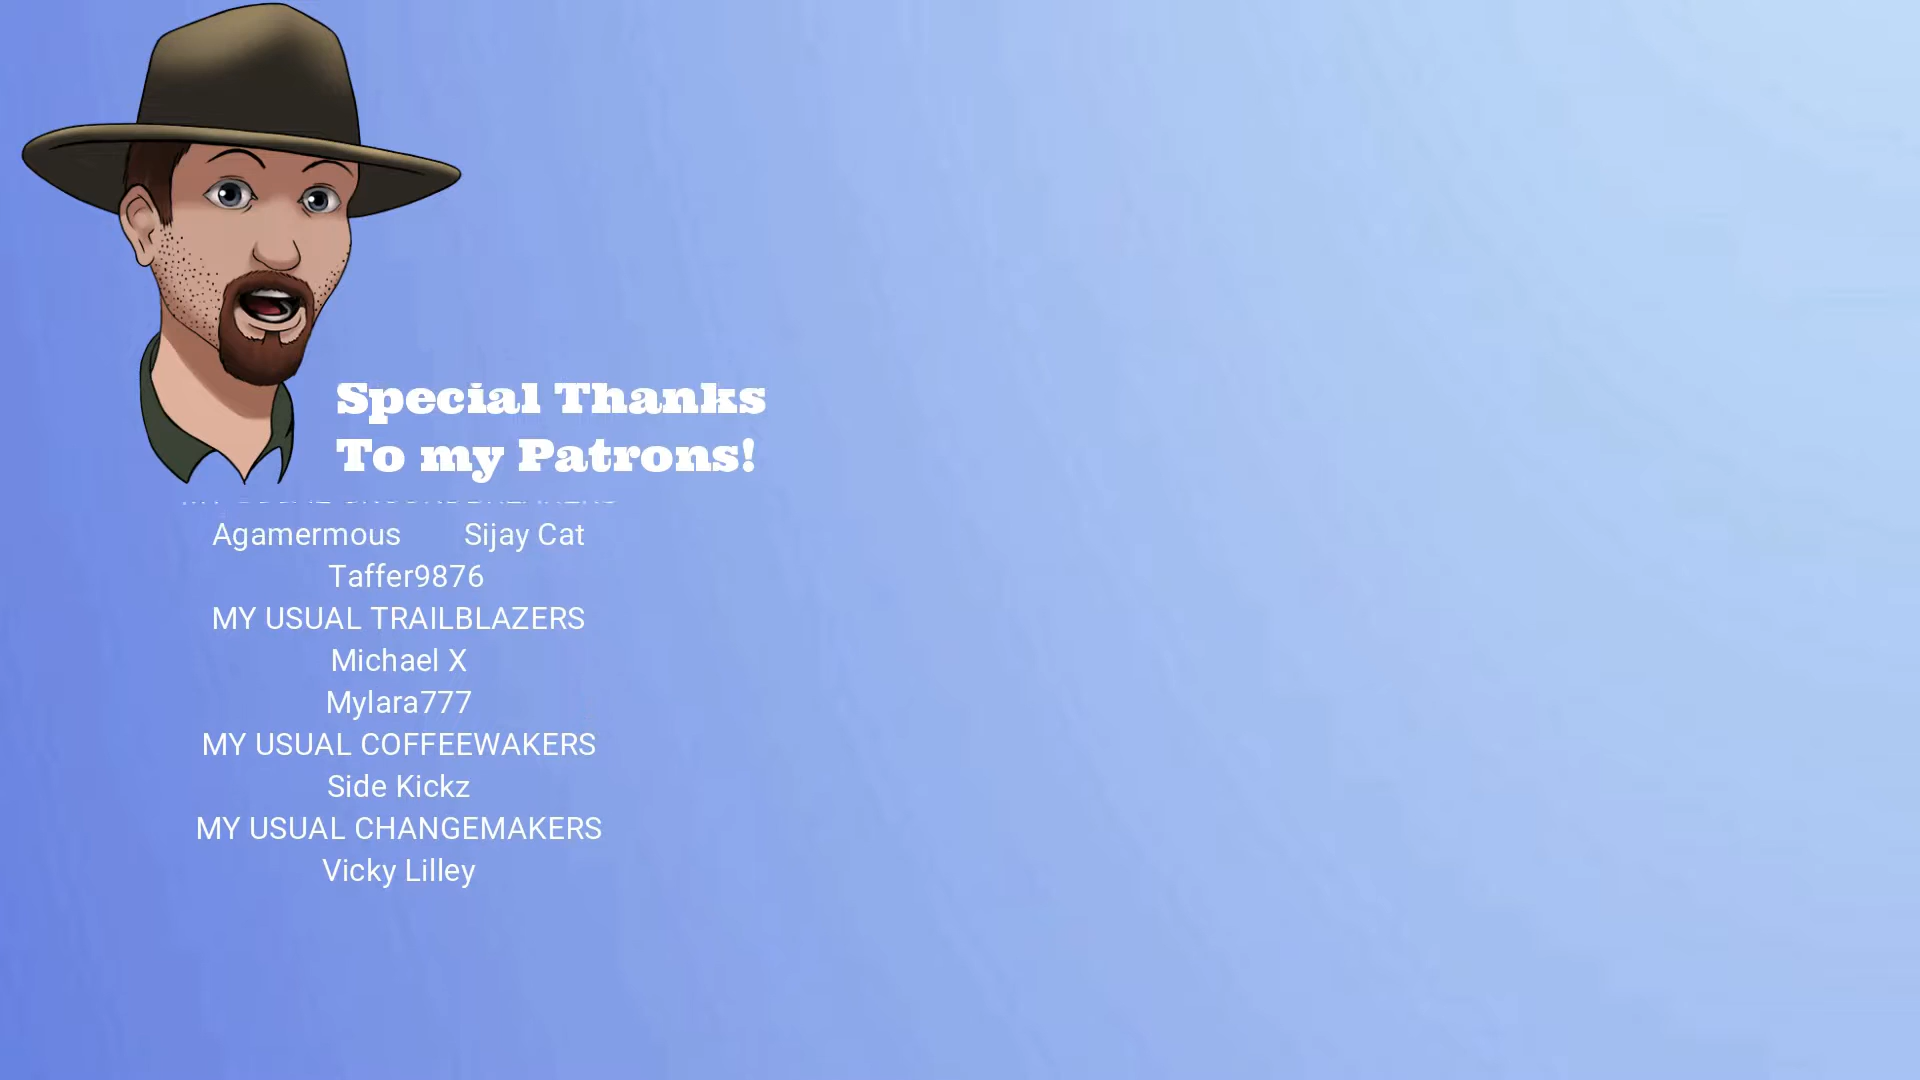 Special Thanks
To my Patrons!
Agamermous Sijay Cat
Taffer9876
MY USUAL TRAILBLAZERS
Michael X
Mylara777
MY USUAL COFFEEWAKERS
Side Kickz
MY USUAL CHANGEMAKERS
Vicky Lilley